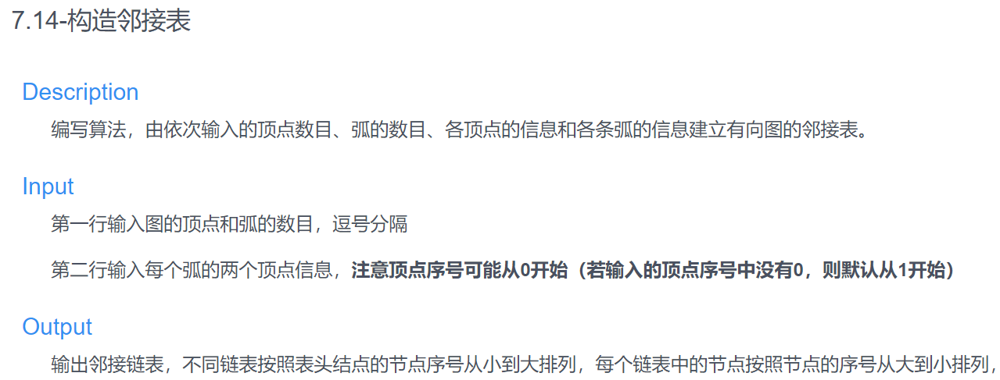 7.14-构造邻接表
Description
编写算法，由依次输入的顶点数目、弧的数目、各顶点的信息和各条弧的信息建立有向图的邻接表。
Input
第一行输入图的顶点和弧的数目，逗号分隔
第二行输入每个弧的两个顶点信息，注意顶点序号可能从0开始（若输入的顶点序号中没有0，则默认从1开始）
Output
输出邻接链表，不同链表按照表头结点的节点序号从小到大排列，每个链表中的节点按照节点的序号从大到小排列，